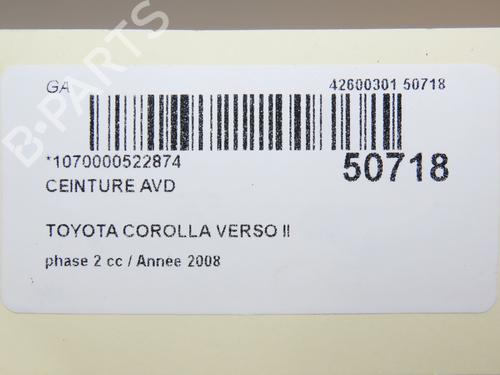 GA 42600301 50718
*1070000522874 50718
CEINTURE AVD
TOYOTA COROLLA VERSO II
phase 2 cc / Annee 2008
B-PARTS